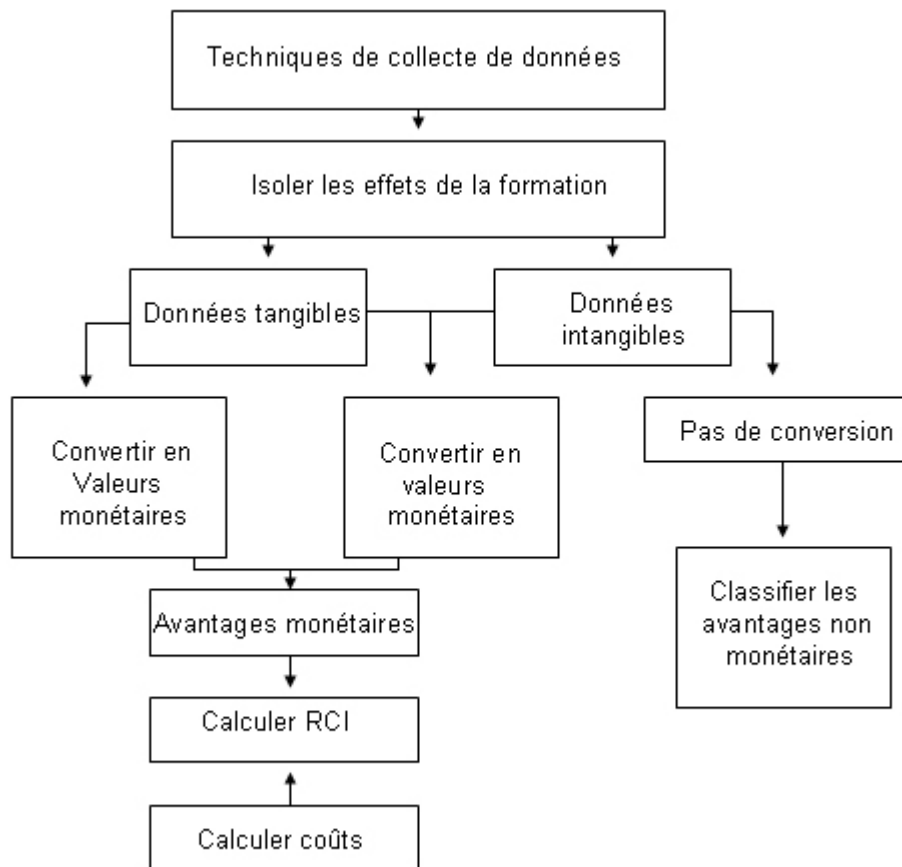 Techniques de collecte de données
Isoler les effets de la formation
Données tangibles
Données
intangibles
Convertir en
Valeurs
monétaires
Convertir en
valeurs
monétaires
Pas de conversion
Classifier les
avantages non
monétaires
Avantages monétaires
Calculer RCI
Calculer coûts